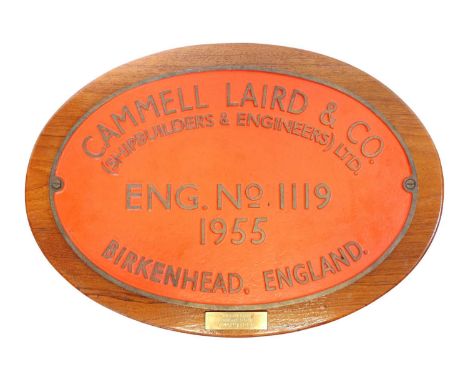 CAMMELL LAIRD & CO.
(SHIPBUILDERS & ENGINEERS) LTD.
ENG. No 1119
1955
BIRKENHEAD, ENGLAND.